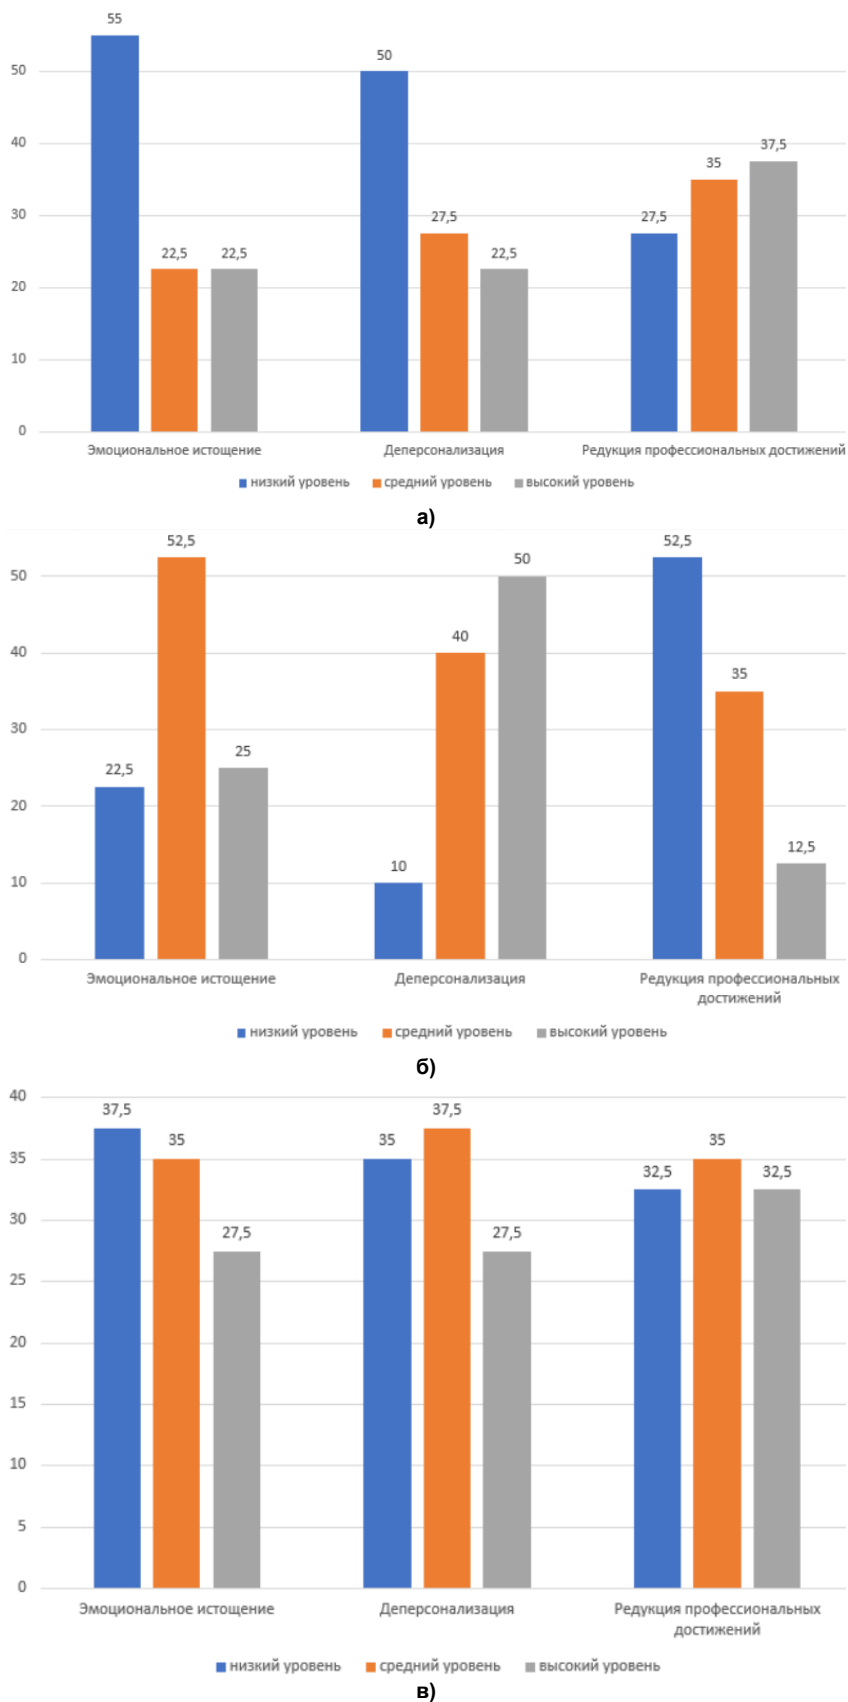 55
50
50
40
37,5
35
30
27,5
27,5
22,5
22,5
22,5
20
10
0
Эмоциональное истощение
Деперсонализация
Редукция профессиональных достижений
низкий уровень
средний уровень
высокий уровень
а)
52,5
52,5
50
50
40
40
35
30
25
22,5
20
12,5
10
10
0
Эмоциональное истощение
Деперсонализация
Редукция профессиональных
достижений
низкий уровень
средний уровень
высокий уровень
б)
40
37,5
37,5
35
35
35
35
32,5
32,5
30
27,5
27,5
25
20
15
10
5
0
Эмоциональное истощение
Деперсонализация
Редукция профессиональных
достижений
низкий уровень
средний уровень
высокий уровень
в)